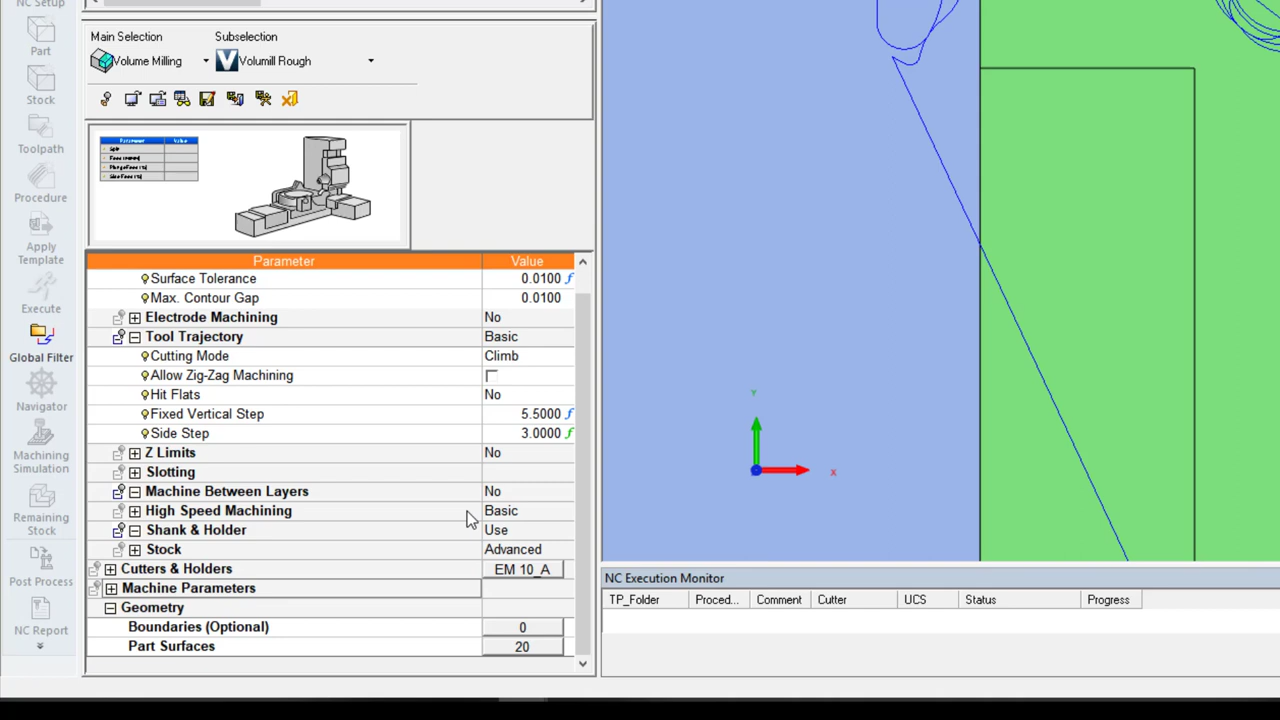 NC Setup
Part
Stock
Toolpath
Procedure
Apply
Template
Execute
Global Filter
Navigator
Machining
Simulation
Remaining
Stock
Post Process
NC Report
Main Selection
Subselection
Volume Milling
Volumill Rough
Parameter Value
Parameter Value
Surface Tolerance 0.0100 f
Max. Contour Gap 0.0100
Electrode Machining No
Tool Trajectory Basic
Cutting Mode Climb
Allow Zig-Zag Machining
Hit Flats No
Fixed Vertical Step 5.5000 f
Side Step 3.0000 f
Z Limits No
Slotting
Machine Between Layers No
High Speed Machining Basic
Shank & Holder Use
Stock Advanced
Cutters & Holders EM 10_A
Machine Parameters
Geometry
Boundaries (Optional) 0
Part Surfaces 20
Y
X
NC Execution Monitor
TP_Folder Proced... Comment Cutter UCS Status Progress